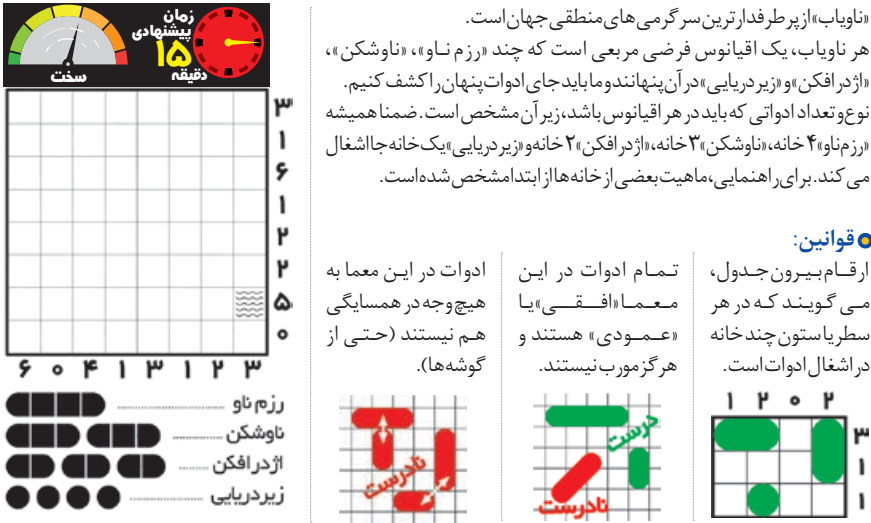 «ناویاب» از پر طرفدارترین سرگرمی های منطقی جهان است.
هر ناویاب، یک اقیانوس فرضی مربعی است که چند «رزم ناو»، «ناوشکن»،
«اژدرافکن» و «زیردریایی» در آن پنهانند و ما باید جای ادوات پنهان را کشف کنیم.
نوع و تعداد ادواتی که باید در هر اقیانوس باشد، زیر آن مشخص است. ضمنا همیشه
«رزم ناو» ۴ خانه، «ناوشکن» ۳ خانه، «اژدرافکن» ۲ خانه و «زیردریایی» یک خانه جا اشغال
می کند. برای راهنمایی، ماهیت بعضی از خانه ها از ابتدا مشخص شده است.
قوانین:
ارقام بیرون جدول،
می گویند که در هر
سطر یا ستون چند خانه
در اشغال ادوات است.
۱ ۲ ۰ ۲
۳
۱
۱
تمام ادوات در این
معما «افقی» یا
«عمودی» هستند و
هرگز مورب نیستند.
درست
نادرست
ادوات در این معما به
هیچ وجه در همسایگی
هم نیستند (حتی از
گوشه ها).
نادرست
زمان
پیشنهادی
۱۵
دقیقه
سخت
۳
۱
۶
۱
۲
۲
۵
۰
۶ ۰ ۴ ۱ ۳ ۱ ۲ ۳
رزم ناو
ناوشکن
اژدرافکن
زیردریایی